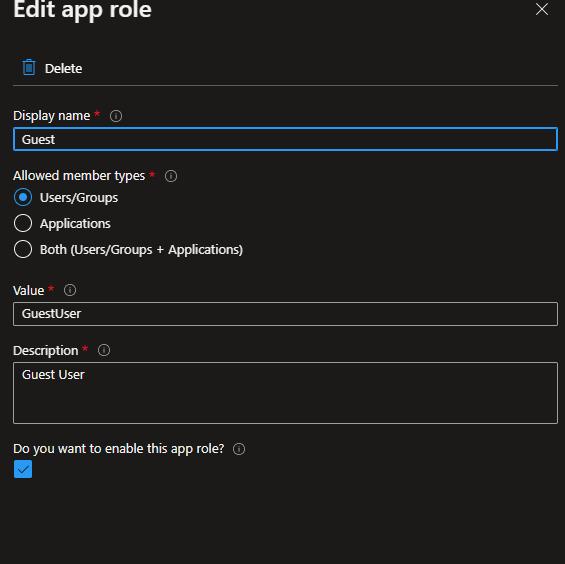 Edit app role
Delete
Display name *
Guest
Allowed member types *
Users/Groups
Applications
Both (Users/Groups + Applications)
Value *
GuestUser
Description *
Guest User
Do you want to enable this app role?